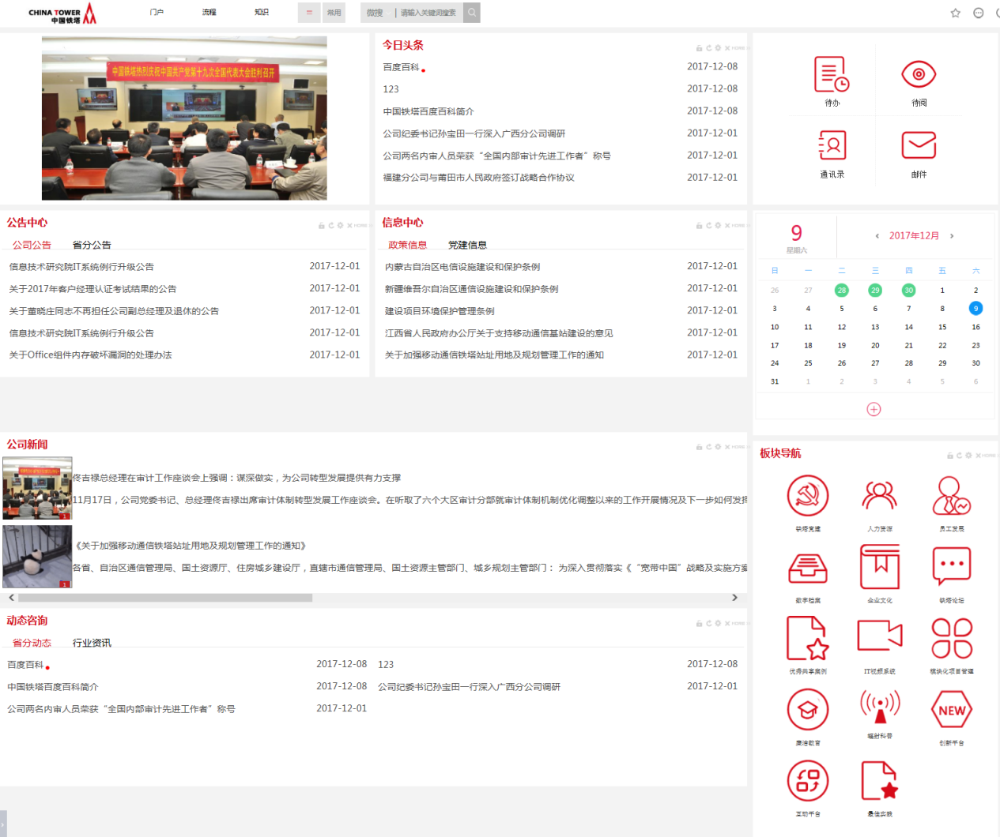 CHINA TOWER
中国铁塔
门户
流程
知识
常用
微搜
请输入关键词搜索
中国铁塔热烈庆祝中国共产党第十九次全国代表大会胜利召开
今日头条
百度百科 2017-12-08
123 2017-12-08
中国铁塔百度百科简介 2017-12-08
公司纪委书记孙宝田一行深入广西分公司调研 2017-12-01
公司两名内审人员荣获“全国内部审计先进工作者”称号 2017-12-01
福建分公司与莆田市人民政府签订战略合作协议 2017-12-01
待办
待阅
通讯录
邮件
公告中心
公司公告 省分公告
信息技术研究院IT系统例行升级公告 2017-12-01
关于2017年客户经理认证考试结果的公告 2017-12-01
关于董晓庄同志不再担任公司副总经理及退休的公告 2017-12-01
信息技术研究院IT系统例行升级公告 2017-12-01
关于Office组件内存破坏漏洞的处理办法 2017-12-01
信息中心
政策信息 党建信息
内蒙古自治区电信设施建设和保护条例 2017-12-01
新疆维吾尔自治区通信设施建设和保护条例 2017-12-01
建设项目环境保护管理条例 2017-12-01
江西省人民政府办公厅关于支持移动通信基站建设的意见 2017-12-01
关于加强移动通信铁塔站址用地及规划管理工作的通知 2017-12-01
9
星期六
‹ 2017年12月 ›
日 一 二 三 四 五 六
26 27 28 29 30 1 2
3 4 5 6 7 8 9
10 11 12 13 14 15 16
17 18 19 20 21 22 23
24 25 26 27 28 29 30
31 1 2 3 4 5 6
公司新闻
佟吉禄总经理在审计工作座谈会上强调：谋深做实，为公司转型发展提供有力支撑
11月17日，公司党委书记、总经理佟吉禄出席审计体制转型发展工作座谈会。在听取了六个大区审计分部就审计体制机制优化调整以来的工作开展情况及下一步如何发挥
1
《关于加强移动通信铁塔站址用地及规划管理工作的通知》
各省、自治区通信管理局、国土资源厅、住房城乡建设厅，直辖市通信管理局、国土资源主管部门、城乡规划主管部门： 为深入贯彻落实《“宽带中国”战略及实施方案
1
动态咨询
省分动态 行业资讯
百度百科 2017-12-08
123 2017-12-08
中国铁塔百度百科简介 2017-12-08
公司纪委书记孙宝田一行深入广西分公司调研 2017-12-01
公司两名内审人员荣获“全国内部审计先进工作者”称号 2017-12-01
板块导航
铁塔党建
人力资源
员工发展
数字档案
企业文化
铁塔论坛
优秀共享案例
IT视频系统
模块化项目管理
廉洁教育
辐射科普
NEW
创新平台
互助平台
最佳实践